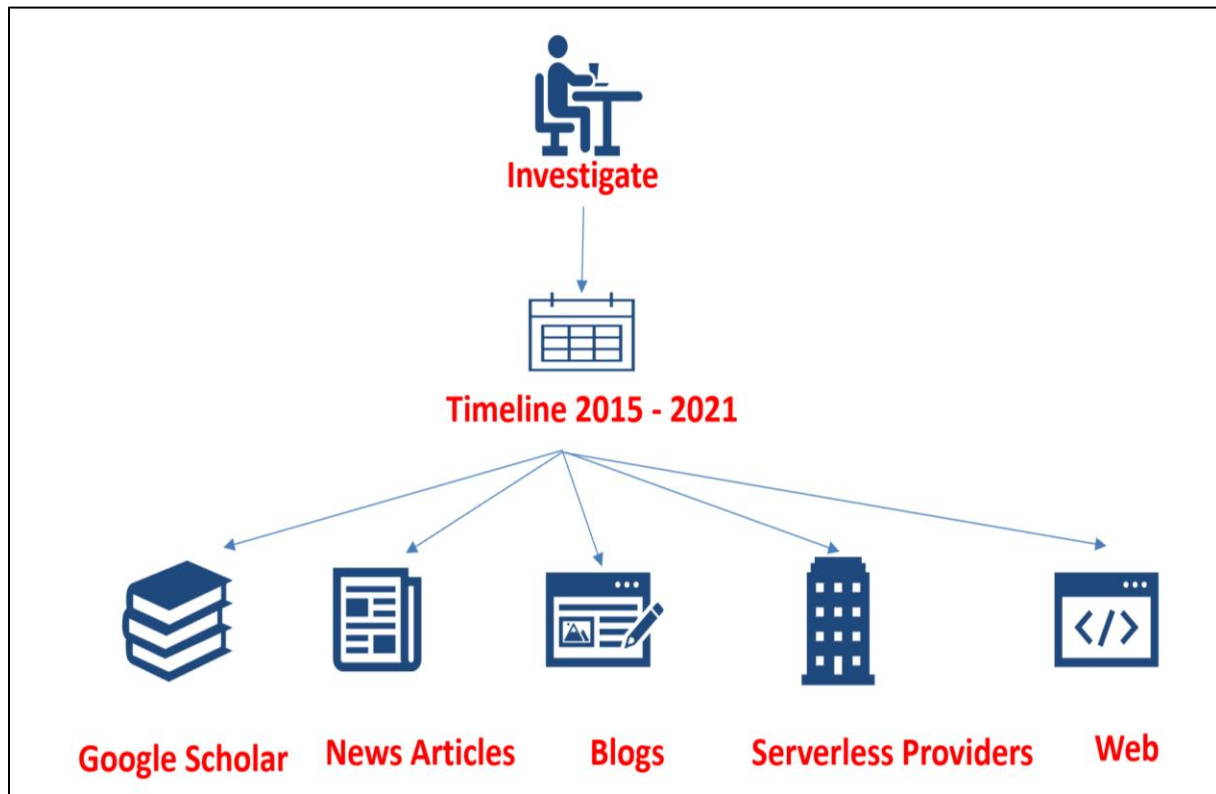 Investigate
Timeline 2015 - 2021
Google Scholar
News Articles
Blogs
Serverless Providers
Web